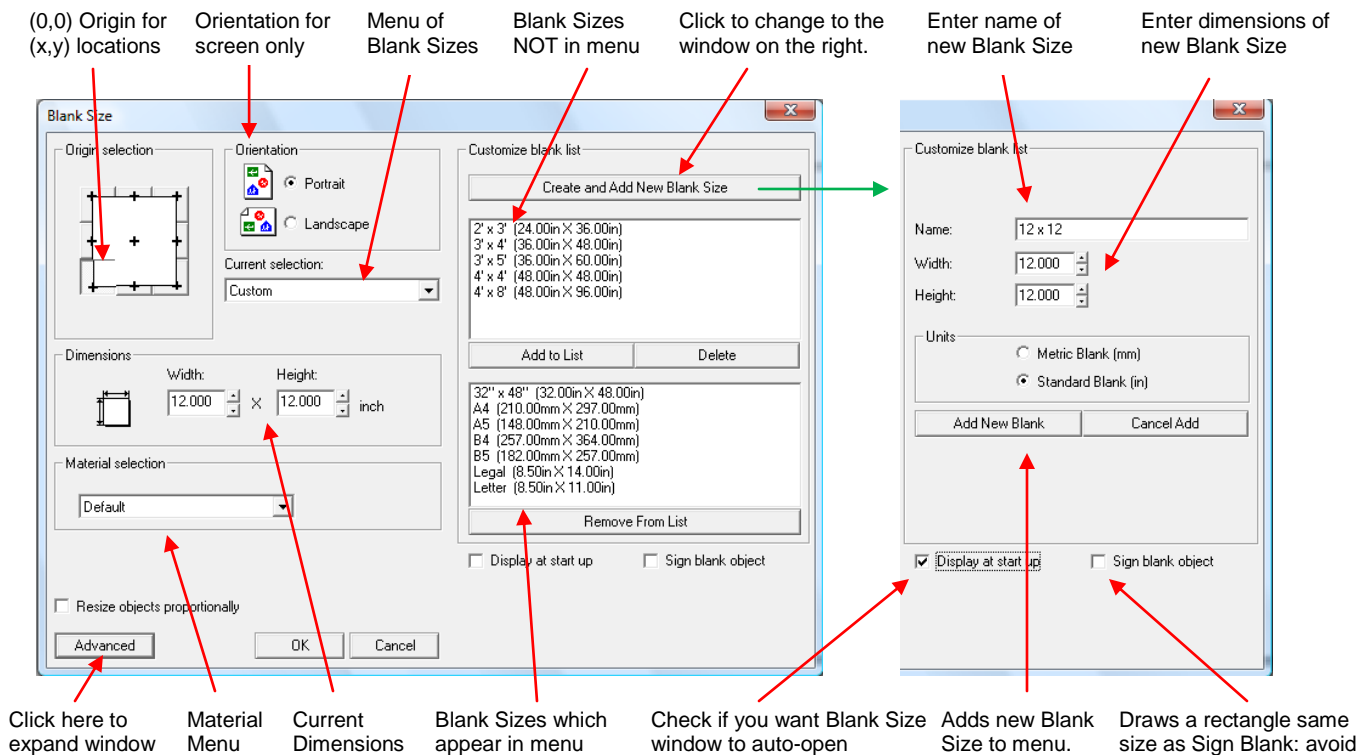 (0,0) Origin for
(x,y) locations
Orientation for
screen only
Menu of
Blank Sizes
Blank Sizes
NOT in menu
Click to change to the
window on the right.
Enter name of
new Blank Size
Enter dimensions of
new Blank Size
Blank Size
Origin selection
Orientation
Portrait
Landscape
Current selection:
Custom
Dimensions
Width:
Height:
12.000 X 12.000 inch
Material selection
Default
Resize objects proportionally
Advanced
OK
Cancel
Customize blank list
Create and Add New Blank Size
2' x 3' (24.00in X 36.00in)
3' x 4' (36.00in X 48.00in)
3' x 5' (36.00in X 60.00in)
4' x 4' (48.00in X 48.00in)
4' x 8' (48.00in X 96.00in)
Add to List
Delete
32'' x 48'' (32.00in X 48.00in)
A4 (210.00mm X 297.00mm)
A5 (148.00mm X 210.00mm)
B4 (257.00mm X 364.00mm)
B5 (182.00mm X 257.00mm)
Legal (8.50in X 14.00in)
Letter (8.50in X 11.00in)
Remove From List
Display at start up
Sign blank object
Customize blank list
Name: 12 x 12
Width: 12.000
Height: 12.000
Units
Metric Blank (mm)
Standard Blank (in)
Add New Blank
Cancel Add
Display at start up
Sign blank object
Click here to
expand window
Material
Menu
Current
Dimensions
Blank Sizes which
appear in menu
Check if you want Blank Size
window to auto-open
Adds new Blank
Size to menu.
Draws a rectangle same
size as Sign Blank: avoid